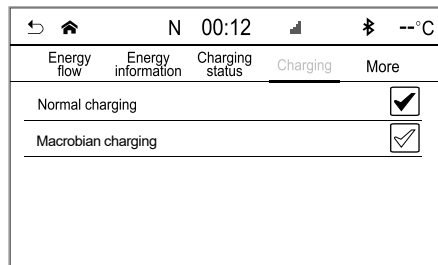 N 00:12 --°C
Energy flow Energy information Charging status Charging More
Normal charging
Macrobian charging